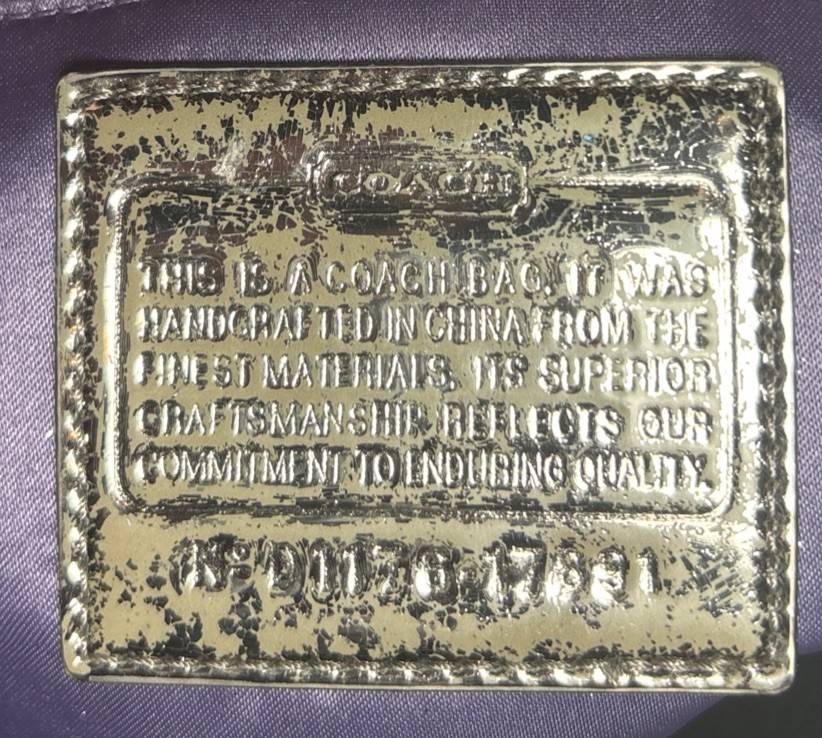 COACH
THIS IS A COACH BAG. IT WAS
HANDCRAFTED IN CHINA FROM THE
FINEST MATERIALS. ITS SUPERIOR
CRAFTSMANSHIP REFLECTS OUR
COMMITMENT TO ENDURING QUALITY.
Nº